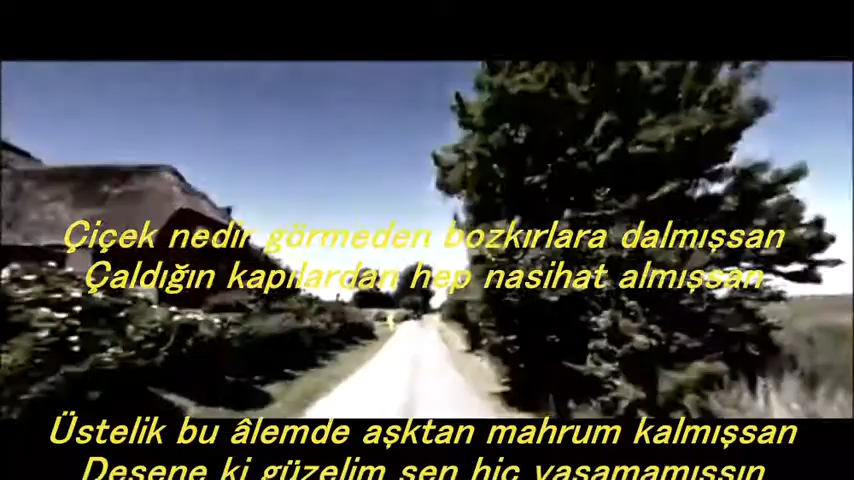 Çiçek nedir görmeden bozkırlara dalmışsan
Çaldığın kapılardan hep nasihat almışsan
Üstelik bu âlemde aşktan mahrum kalmışsan
Desene ki güzelim sen hiç yaşamamışsın